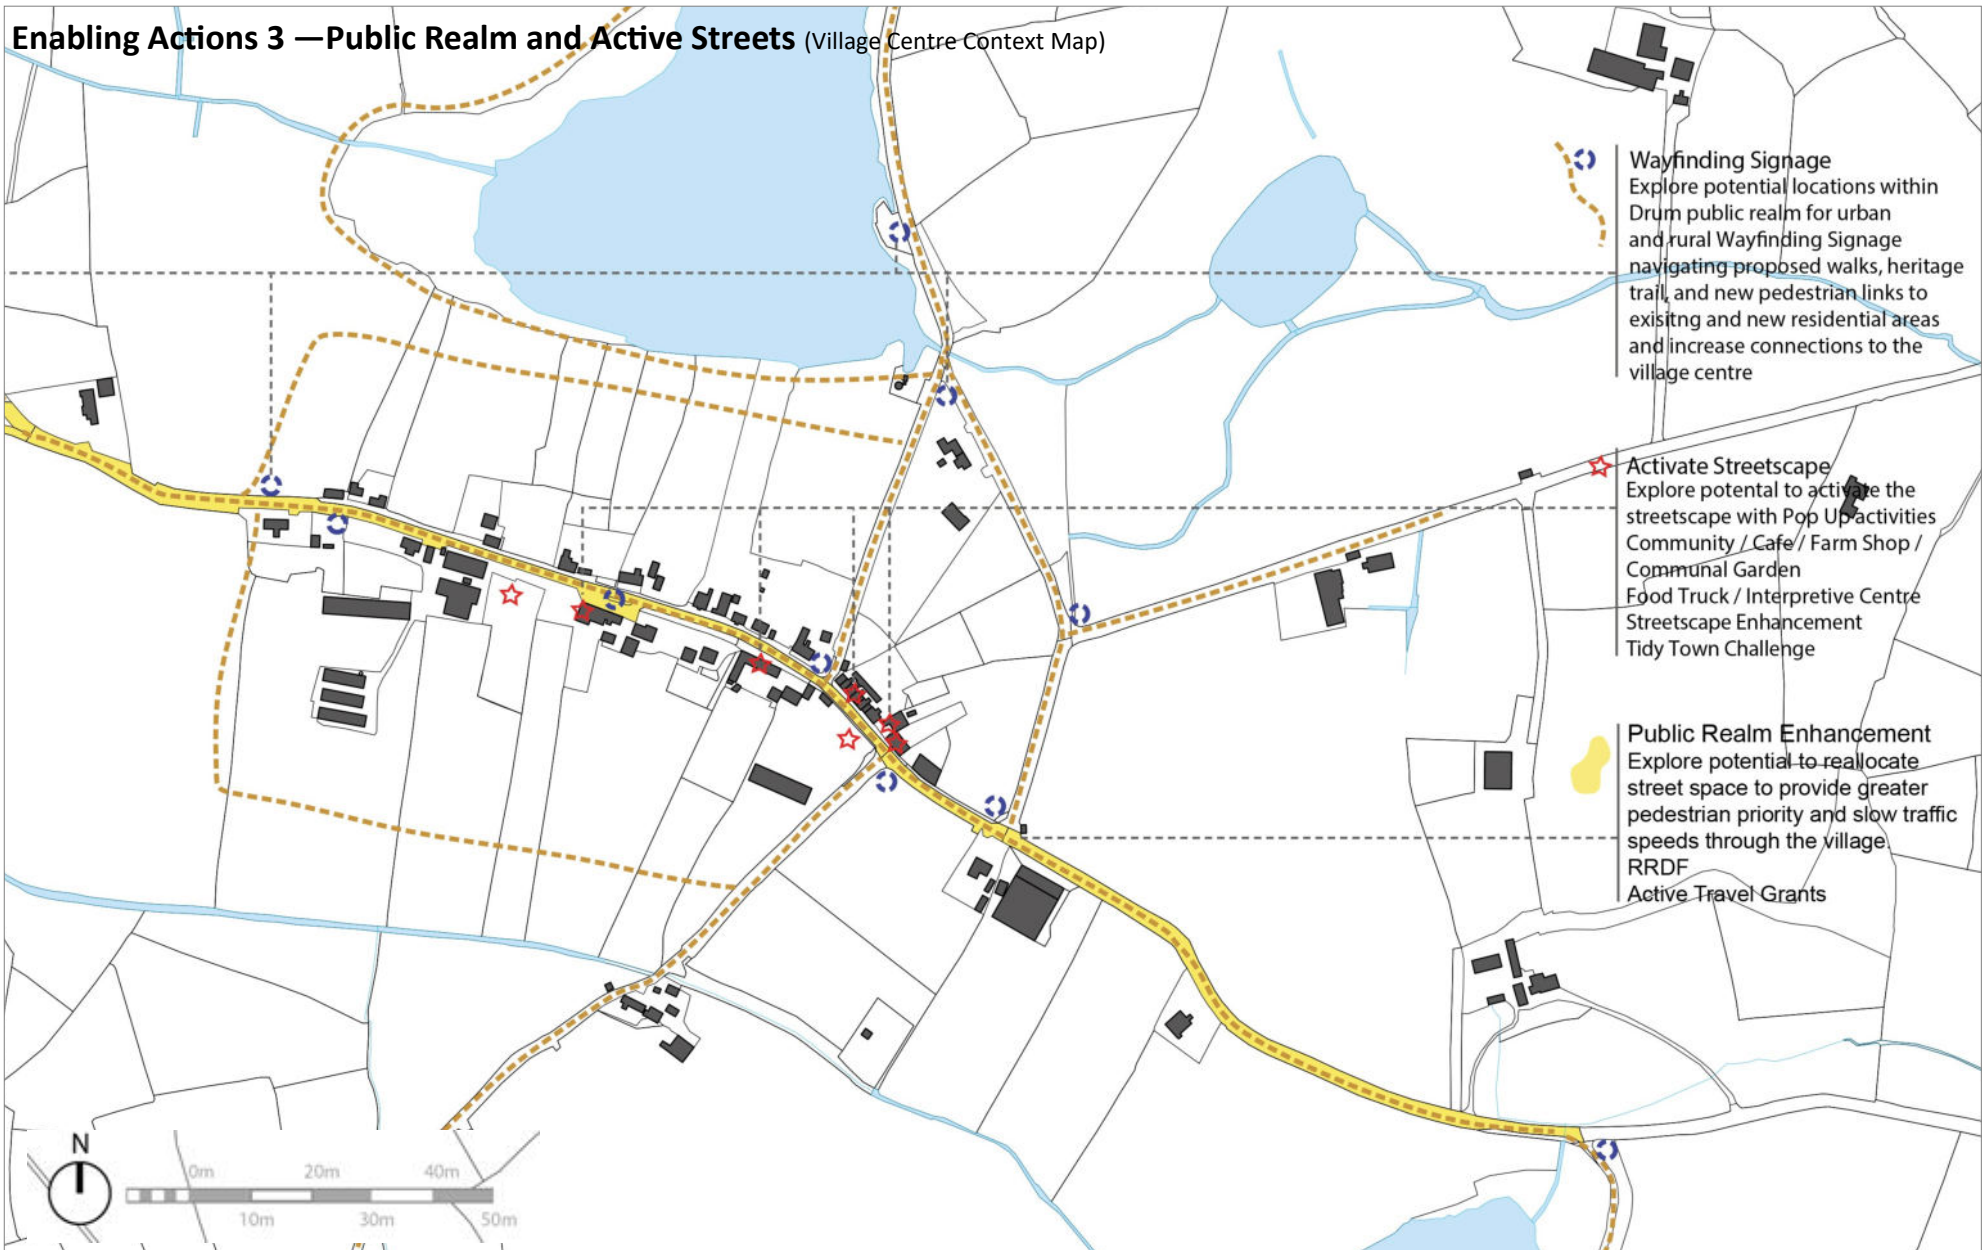 Enabling Actions 3 —Public Realm and Active Streets (Village Centre Context Map)
Wayfinding Signage
Explore potential locations within
Drum public realm for urban
and rural Wayfinding Signage
navigating proposed walks, heritage
trail, and new pedestrian links to
exisitng and new residential areas
and increase connections to the
village centre
Activate Streetscape
Explore potental to activate the
streetscape with Pop Up activities
Community / Cafe / Farm Shop /
Communal Garden
Food Truck / Interpretive Centre
Streetscape Enhancement
Tidy Town Challenge
Public Realm Enhancement
Explore potential to reallocate
street space to provide greater
pedestrian priority and slow traffic
speeds through the village.
RRDF
Active Travel Grants
N
0m 20m 40m
10m 30m 50m